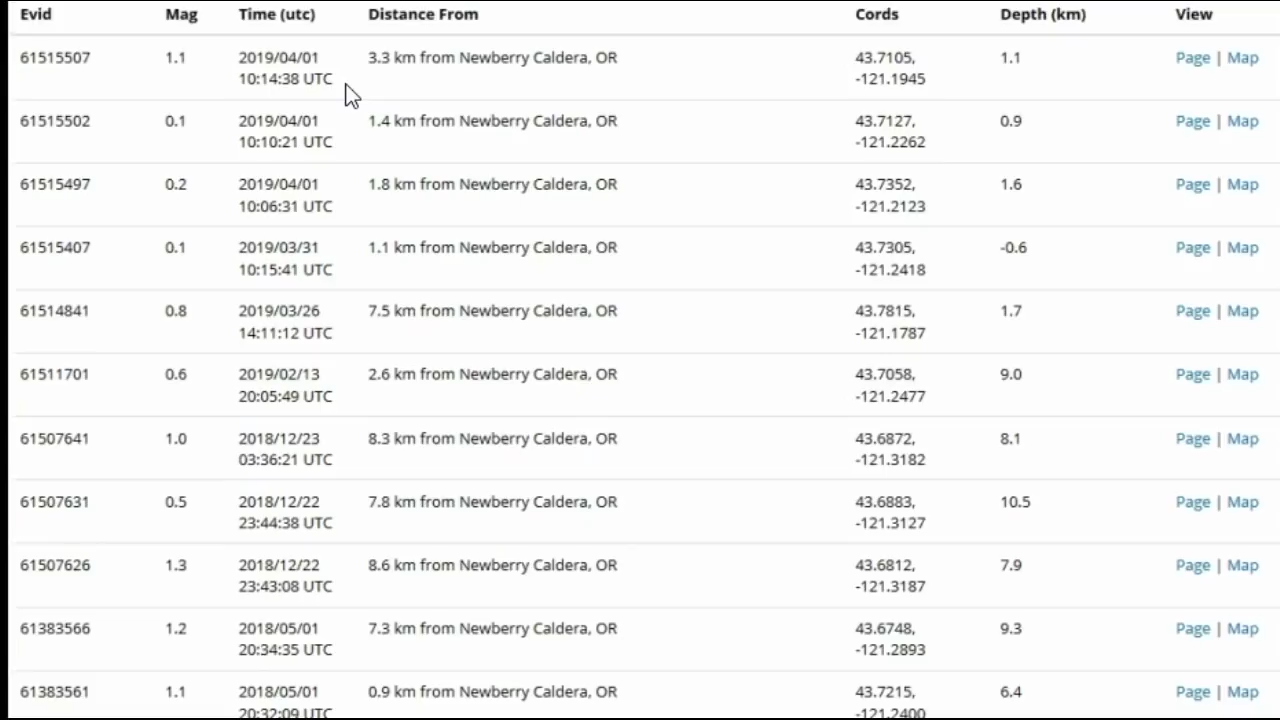 Evid Mag Time (utc) Distance From Cords Depth (km) View
61515507 1.1 2019/04/01 3.3 km from Newberry Caldera, OR 43.7105, 1.1 Page | Map
10:14:38 UTC -121.1945
61515502 0.1 2019/04/01 1.4 km from Newberry Caldera, OR 43.7127, 0.9 Page | Map
10:10:21 UTC -121.2262
61515497 0.2 2019/04/01 1.8 km from Newberry Caldera, OR 43.7352, 1.6 Page | Map
10:06:31 UTC -121.2123
61515407 0.1 2019/03/31 1.1 km from Newberry Caldera, OR 43.7305, -0.6 Page | Map
10:15:41 UTC -121.2418
61514841 0.8 2019/03/26 7.5 km from Newberry Caldera, OR 43.7815, 1.7 Page | Map
14:11:12 UTC -121.1787
61511701 0.6 2019/02/13 2.6 km from Newberry Caldera, OR 43.7058, 9.0 Page | Map
20:05:49 UTC -121.2477
61507641 1.0 2018/12/23 8.3 km from Newberry Caldera, OR 43.6872, 8.1 Page | Map
03:36:21 UTC -121.3182
61507631 0.5 2018/12/22 7.8 km from Newberry Caldera, OR 43.6883, 10.5 Page | Map
23:44:38 UTC -121.3127
61507626 1.3 2018/12/22 8.6 km from Newberry Caldera, OR 43.6812, 7.9 Page | Map
23:43:08 UTC -121.3187
61383566 1.2 2018/05/01 7.3 km from Newberry Caldera, OR 43.6748, 9.3 Page | Map
20:34:35 UTC -121.2893
61383561 1.1 2018/05/01 0.9 km from Newberry Caldera, OR 43.7215, 6.4 Page | Map
20:32:09 UTC -121.2400